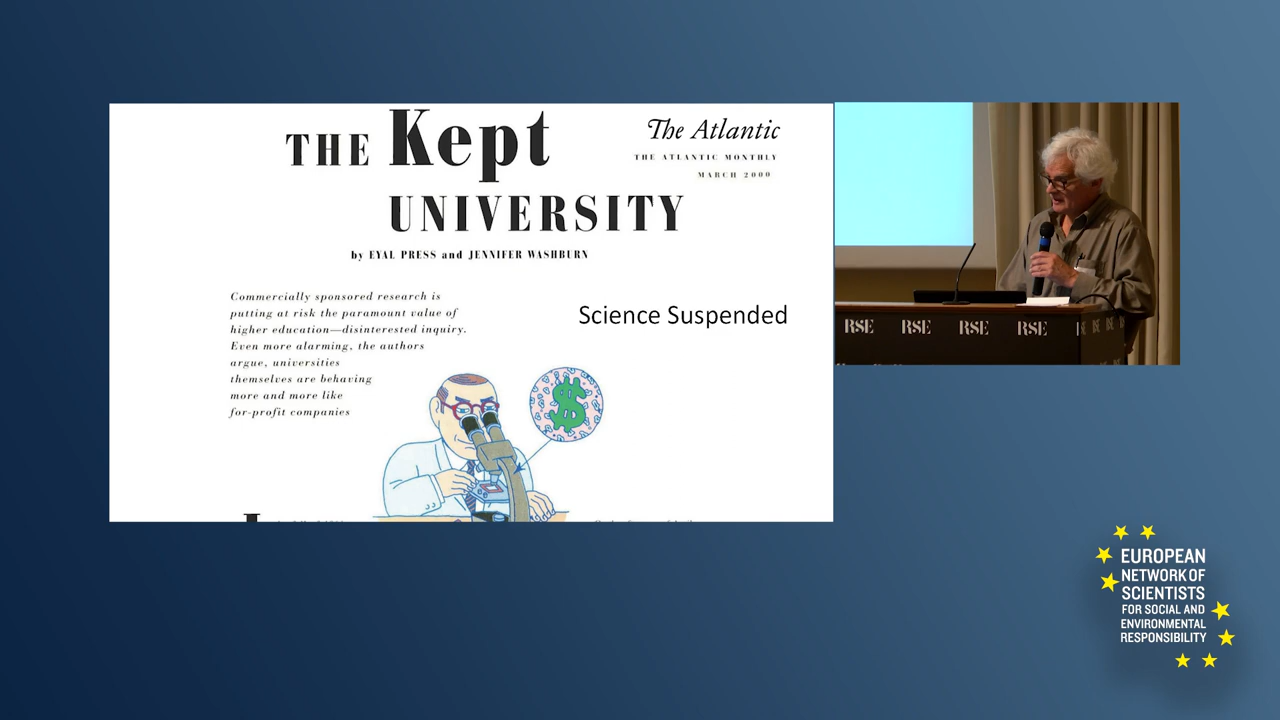 THE Kept
UNIVERSITY
The Atlantic
THE ATLANTIC MONTHLY
MARCH 2000
by EYAL PRESS and JENNIFER WASHBURN
Commercially sponsored research is
putting at risk the paramount value of
higher education—disinterested inquiry.
Even more alarming, the authors
argue, universities
themselves are behaving
more and more like
for-profit companies
Science Suspended
$
RSE RSE RSE RSE
EUROPEAN
NETWORK OF
SCIENTISTS
FOR SOCIAL AND
ENVIRONMENTAL
RESPONSIBILITY